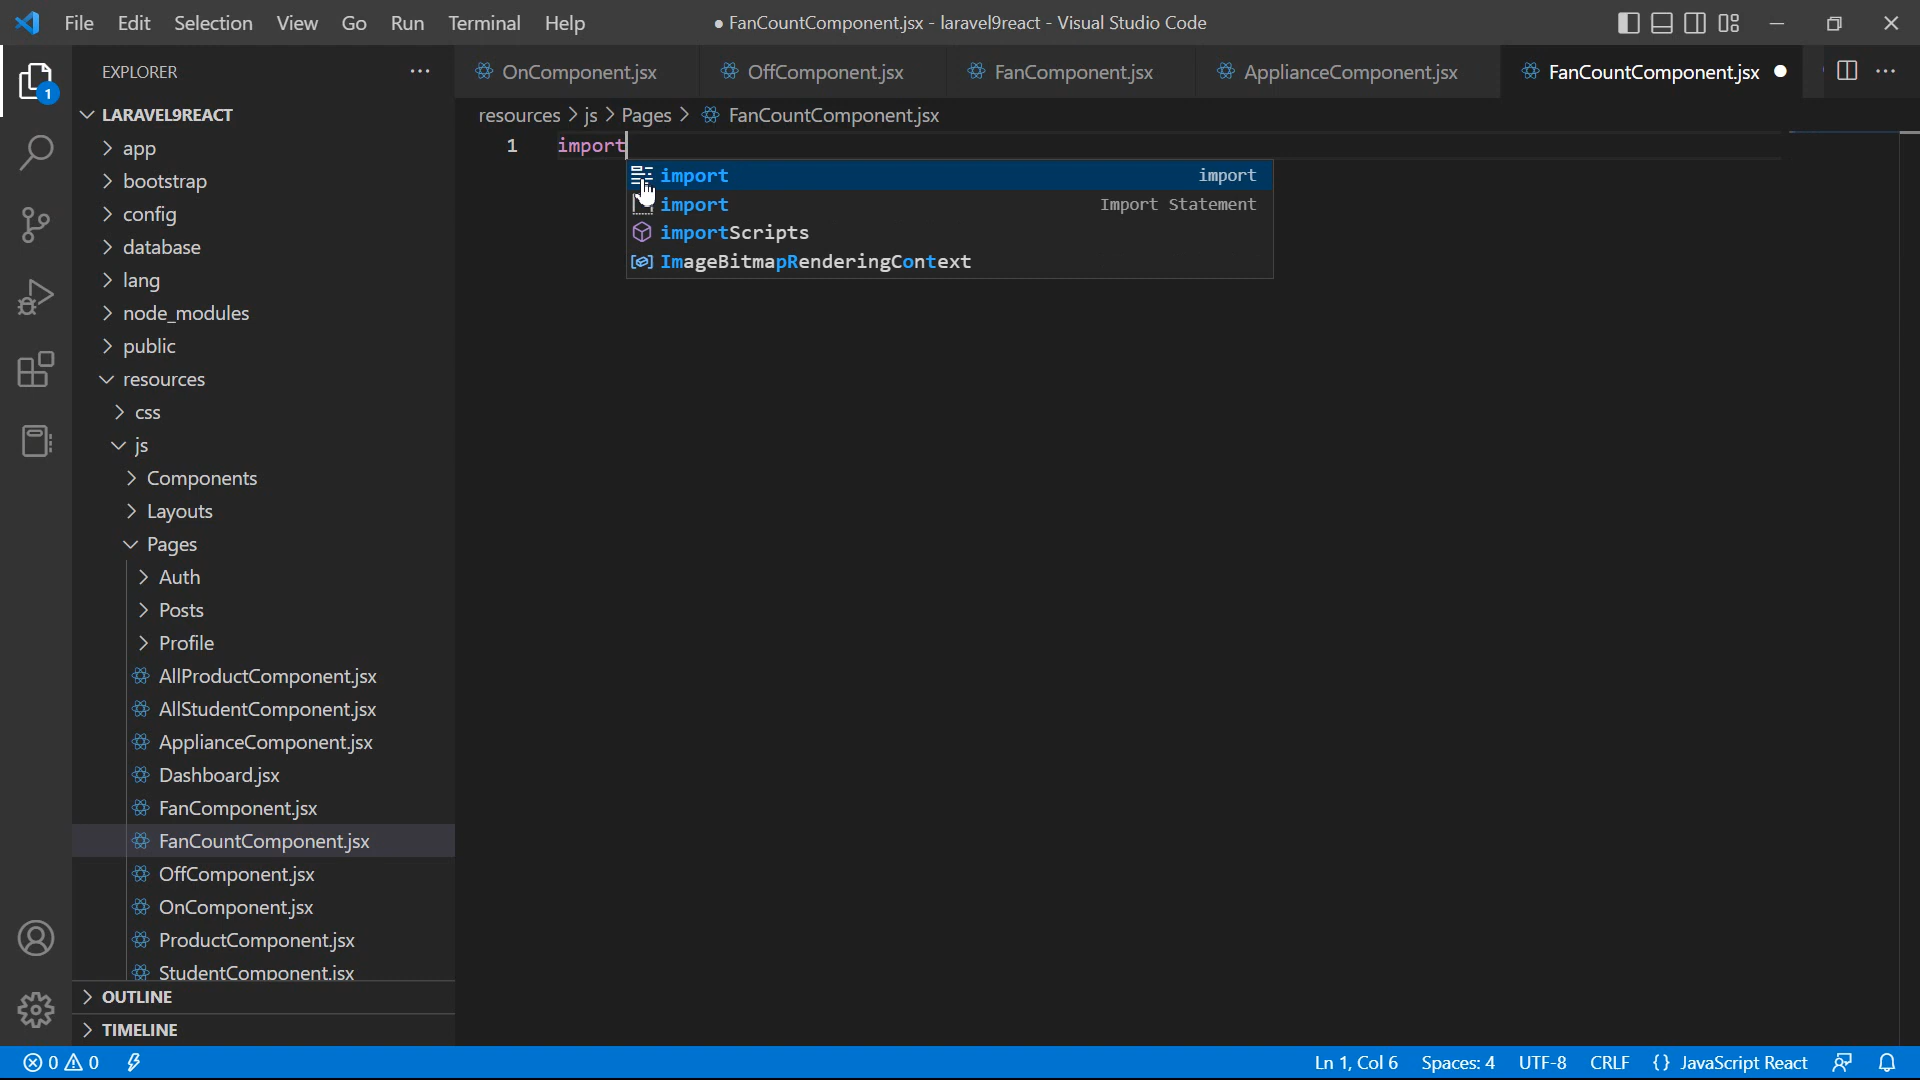 File Edit Selection View Go Run Terminal Help
● FanCountComponent.jsx - laravel9react - Visual Studio Code
EXPLORER
OnComponent.jsx OffComponent.jsx FanComponent.jsx ApplianceComponent.jsx FanCountComponent.jsx
resources > js > Pages > FanCountComponent.jsx
1
LARAVEL9REACT
app
bootstrap
config
database
lang
node_modules
public
resources
css
js
Components
Layouts
Pages
Auth
Posts
Profile
AllProductComponent.jsx
AllStudentComponent.jsx
ApplianceComponent.jsx
Dashboard.jsx
FanComponent.jsx
FanCountComponent.jsx
OffComponent.jsx
OnComponent.jsx
ProductComponent.jsx
StudentComponent.jsx
OUTLINE
TIMELINE
1 import
import import
import Import Statement
importScripts
ImageBitmapRenderingContext
0 0
Ln 1, Col 6 Spaces: 4 UTF-8 CRLF {} JavaScript React